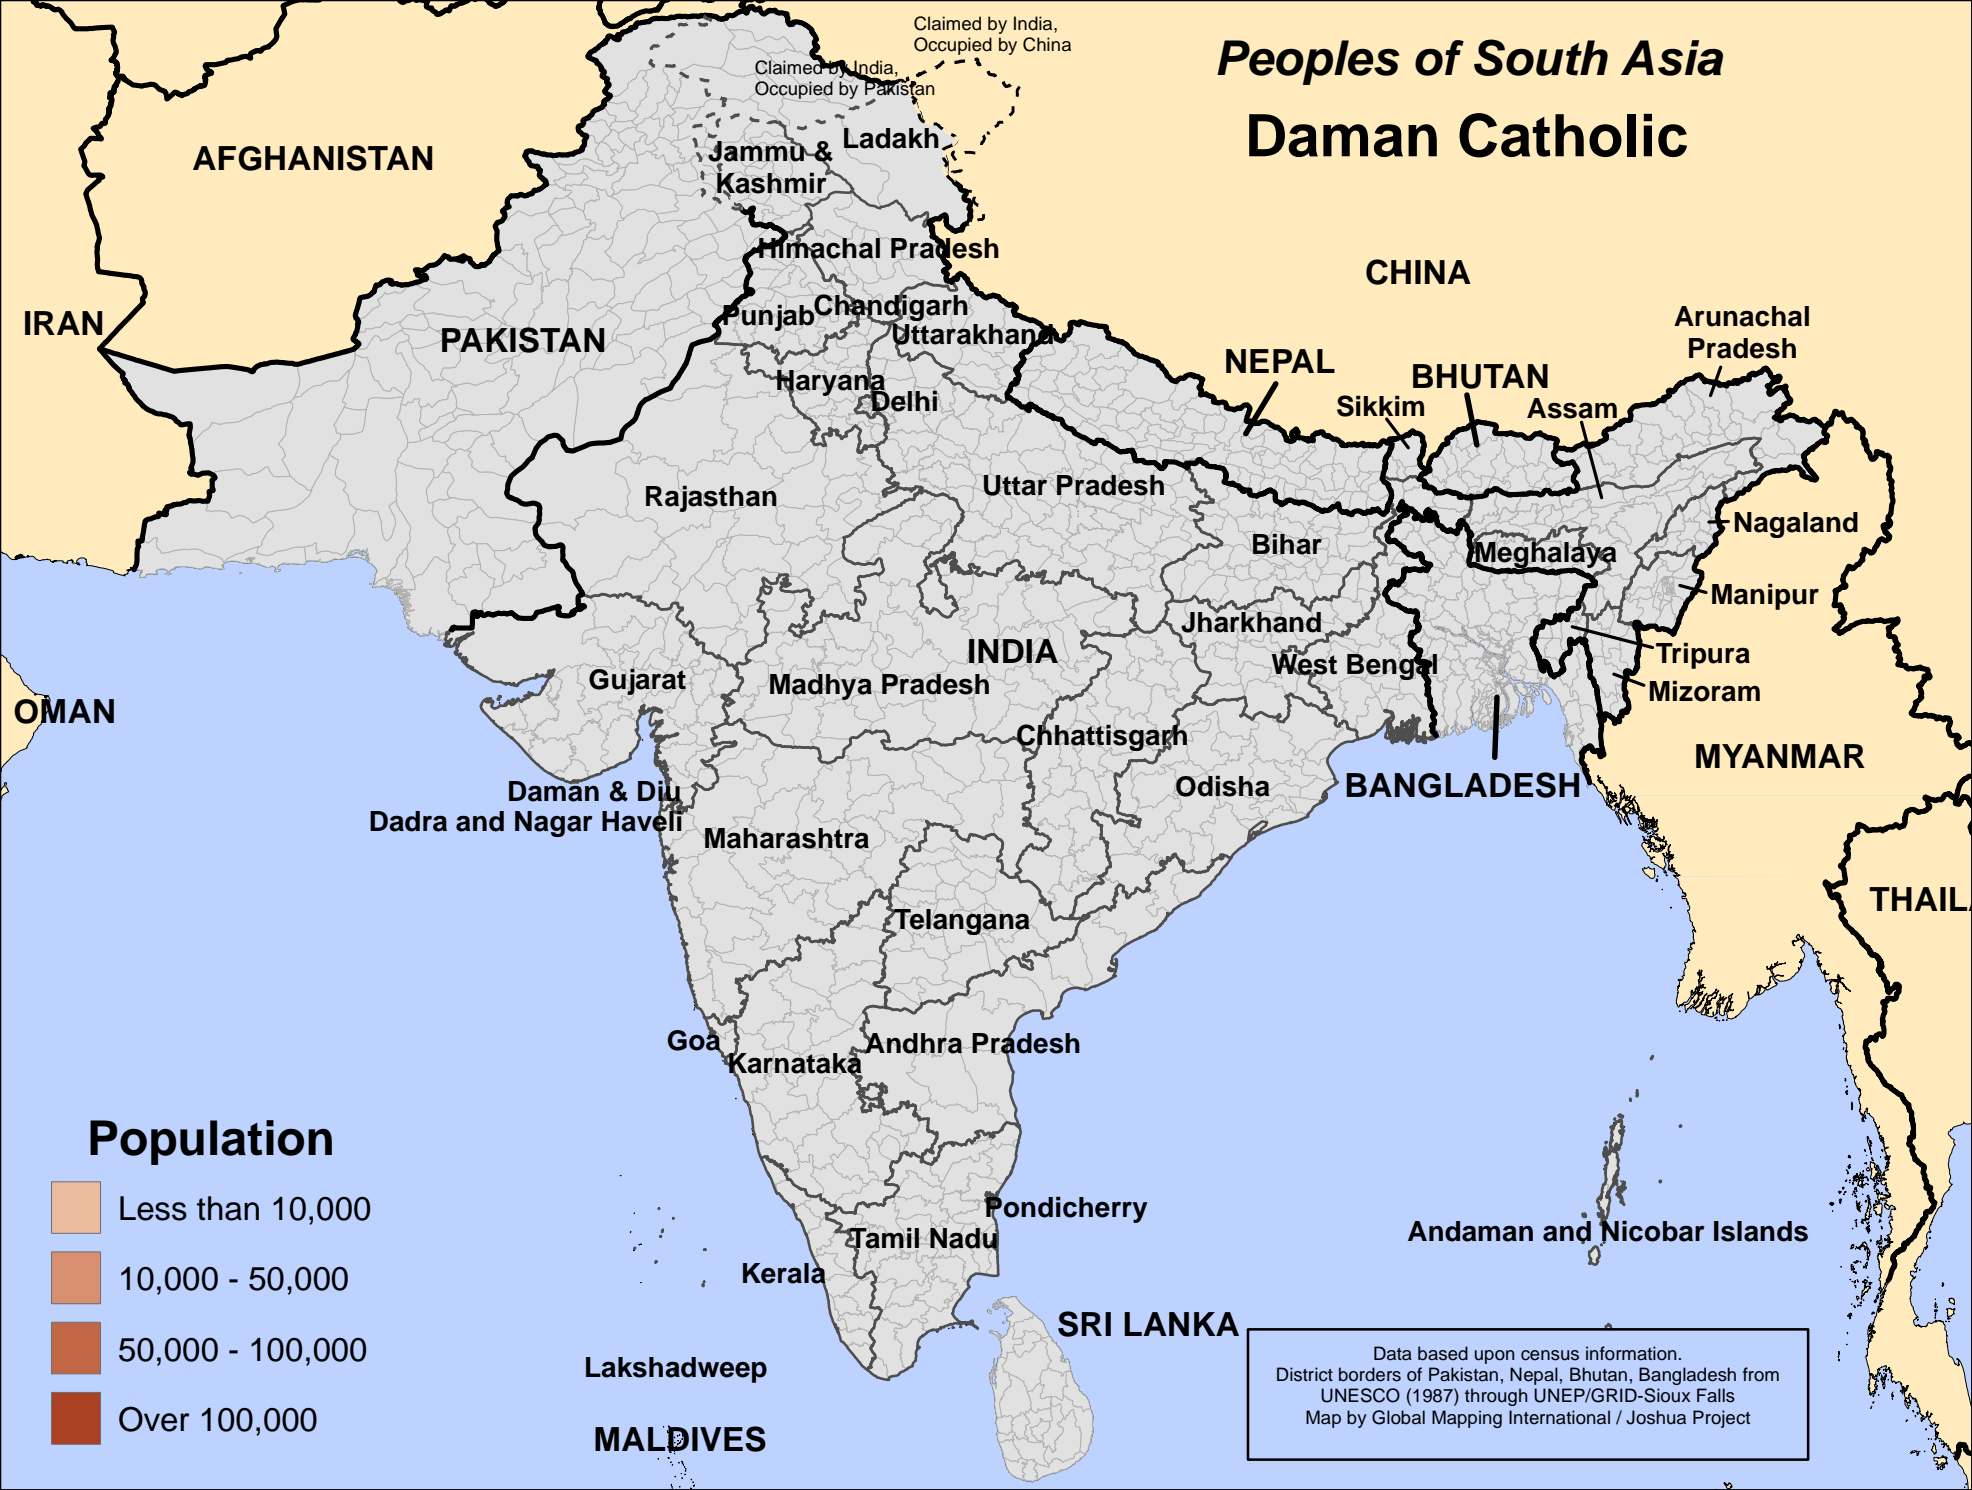 Claimed by India,
Occupied by China
Peoples of South Asia
Daman Catholic
Claimed by India,
Occupied by Pakistan
AFGHANISTAN
Jammu &
Kashmir
Ladakh
Himachal Pradesh
CHINA
IRAN
PAKISTAN
Punjab
Chandigarh
Uttarakhand
Arunachal
Pradesh
NEPAL
BHUTAN
Haryana
Delhi
Sikkim
Assam
Rajasthan
Uttar Pradesh
Nagaland
Bihar
Meghalaya
Manipur
Jharkhand
INDIA
Tripura
West Bengal
Gujarat
Madhya Pradesh
Mizoram
OMAN
Chhattisgarh
MYANMAR
Odisha
BANGLADESH
Daman & Diu
Dadra and Nagar Haveli
Maharashtra
THAILA
Telangana
Goa
Karnataka
Andhra Pradesh
Population
Less than 10,000
10,000 - 50,000
50,000 - 100,000
Over 100,000
Pondicherry
Tamil Nadu
Andaman and Nicobar Islands
Kerala
SRI LANKA
Lakshadweep
MALDIVES
Data based upon census information.
District borders of Pakistan, Nepal, Bhutan, Bangladesh from
UNESCO (1987) through UNEP/GRID-Sioux Falls
Map by Global Mapping International / Joshua Project